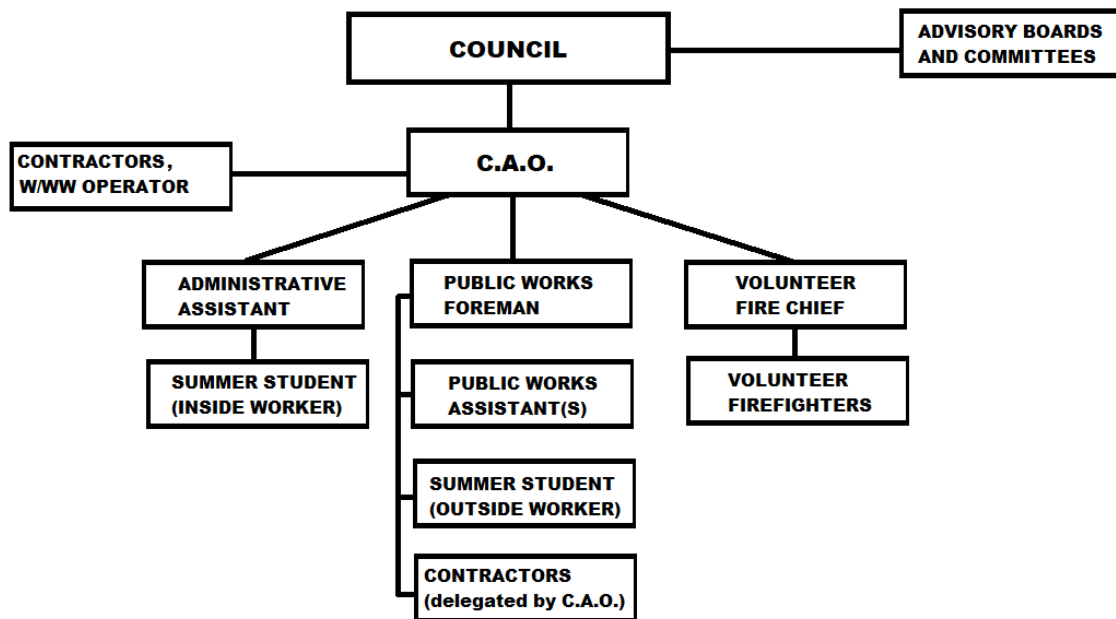 COUNCIL
ADVISORY BOARDS
AND COMMITTEES
C.A.O.
CONTRACTORS,
W/WW OPERATOR
ADMINISTRATIVE
ASSISTANT
SUMMER STUDENT
(INSIDE WORKER)
PUBLIC WORKS
FOREMAN
PUBLIC WORKS
ASSISTANT(S)
SUMMER STUDENT
(OUTSIDE WORKER)
CONTRACTORS
(delegated by C.A.O.)
VOLUNTEER
FIRE CHIEF
VOLUNTEER
FIREFIGHTERS